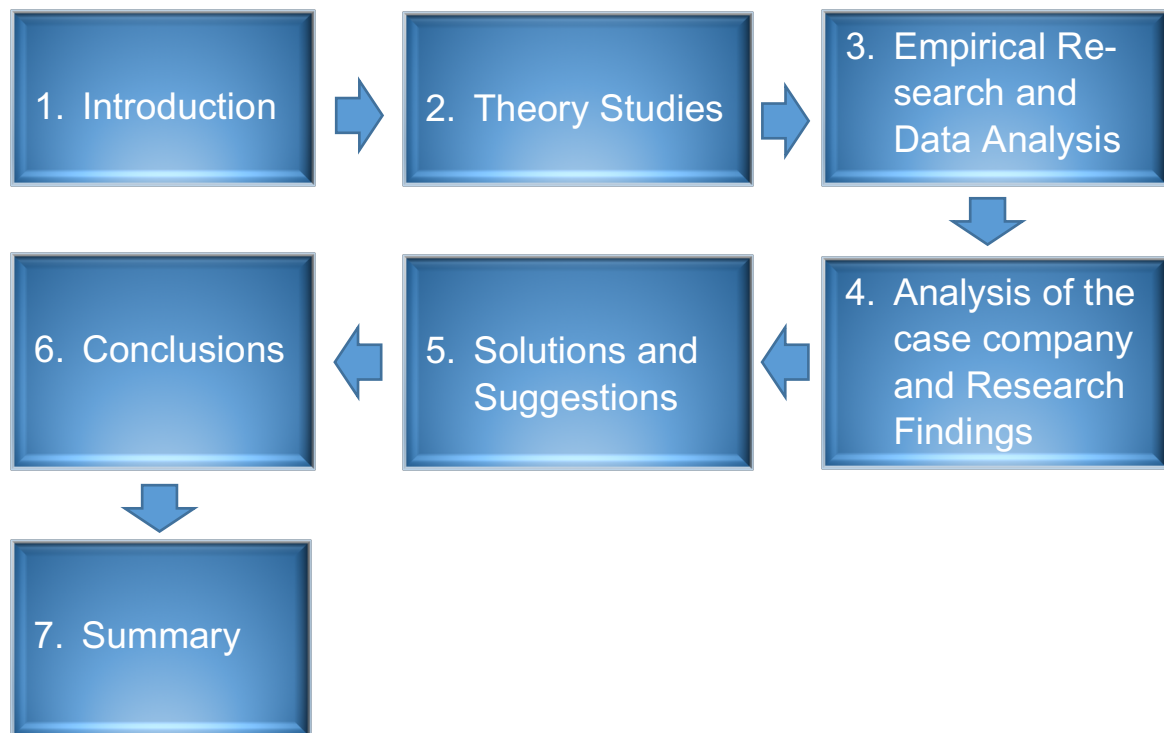 1. Introduction
2. Theory Studies
3. Empirical Re-
search and
Data Analysis
4. Analysis of the
case company
and Research
Findings
5. Solutions and
Suggestions
6. Conclusions
7. Summary